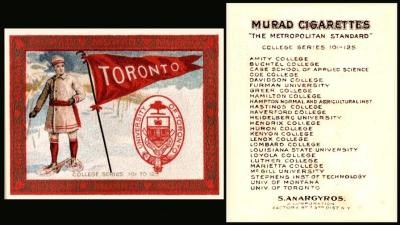 TORONTO
UNIVERSITY OF TORONTO
COLLEGE SERIES 101 TO 125
MURAD CIGARETTES
"THE METROPOLITAN STANDARD"
COLLEGE SERIES 101-125
AMITY COLLEGE
BUCHTEL COLLEGE
CASE SCHOOL OF APPLIED SCIENCE
COE COLLEGE
DAVIDSON COLLEGE
FURMAN UNIVERSITY
GREER COLLEGE
HAMILTON COLLEGE
HAMPTON NORMAL AND AGRICULTURAL INST
HASTINGS COLLEGE
HAVERFORD COLLEGE
HEIDELBERG UNIVERSITY
HENDRIX COLLEGE
HURON COLLEGE
KENYON COLLEGE
LENOX COLLEGE
LOMBARD COLLEGE
LOUISIANA STATE UNIVERSITY
LOYOLA COLLEGE
LUTHER COLLEGE
MARIETTA COLLEGE
MCGILL UNIVERSITY
STEPHENS INST OF TECHNOLOGY
UNIV. OF MONTANA
UNIV OF TORONTO
S. ANARGYROS.
A CORPORATION